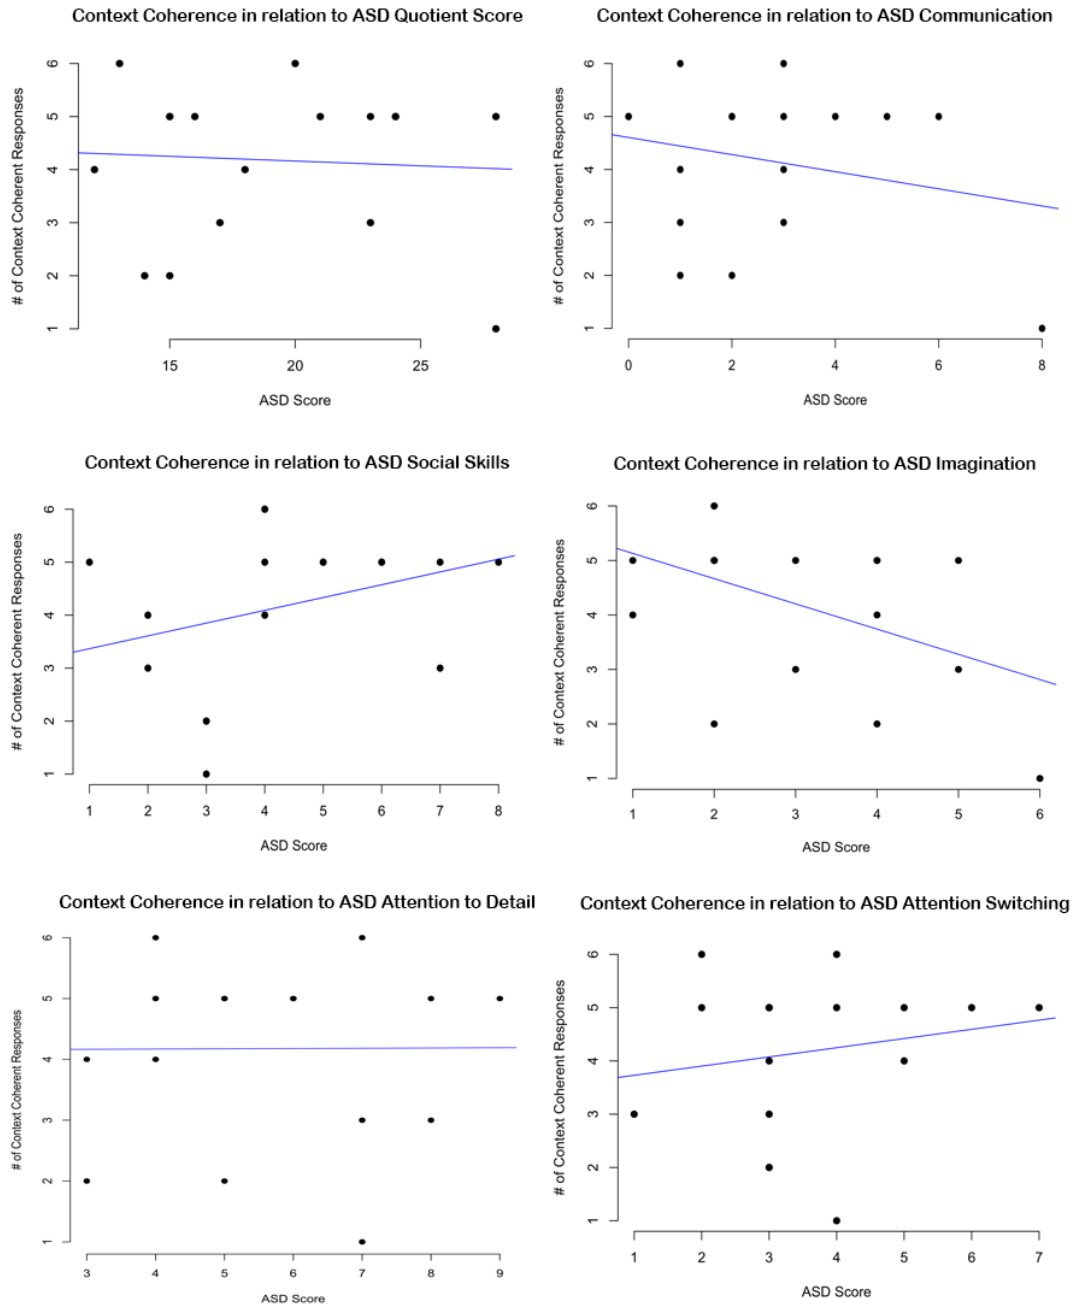 Context Coherence in relation to ASD Quotient Score
# of Context Coherent Responses
6
5
4
3
2
1
15 20 25
ASD Score
Context Coherence in relation to ASD Communication
# of Context Coherent Responses
6
5
4
3
2
1
0 2 4 6 8
ASD Score
Context Coherence in relation to ASD Social Skills
# of Context Coherent Responses
6
5
4
3
2
1
1 2 3 4 5 6 7 8
ASD Score
Context Coherence in relation to ASD Imagination
# of Context Coherent Responses
6
5
4
3
2
1
1 2 3 4 5 6
ASD Score
Context Coherence in relation to ASD Attention to Detail
# of Context Coherent Responses
6
5
4
3
2
1
3 4 5 6 7 8 9
ASD Score
Context Coherence in relation to ASD Attention Switching
# of Context Coherent Responses
6
5
4
3
2
1
1 2 3 4 5 6 7
ASD Score